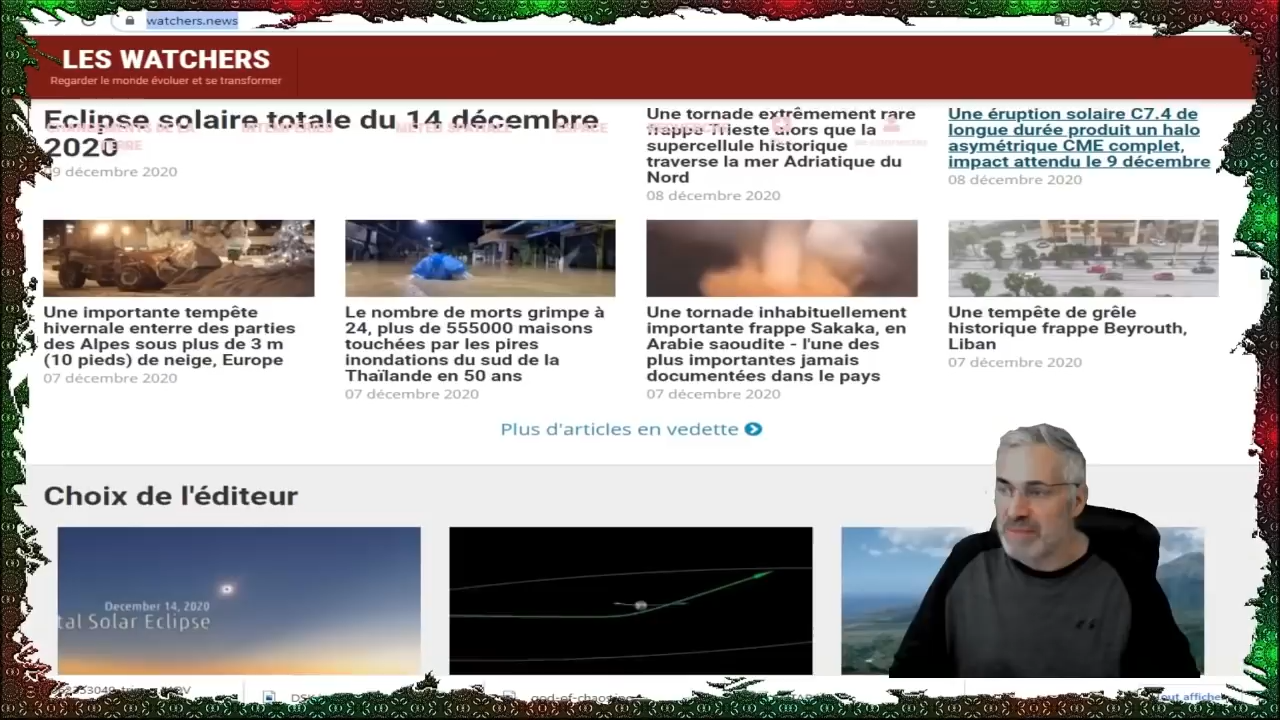 watchers.news
LES WATCHERS
Regarder le monde évoluer et se transformer
Eclipse solaire totale du 14 décembre
2020
9 décembre 2020
Une tornade extrêmement rare
frappe Trieste alors que la
supercellule historique
traverse la mer Adriatique du
Nord
08 décembre 2020
Une éruption solaire C7.4 de
longue durée produit un halo
asymétrique CME complet,
impact attendu le 9 décembre
08 décembre 2020
Une importante tempête
hivernale enterre des parties
des Alpes sous plus de 3 m
(10 pieds) de neige, Europe
07 décembre 2020
Le nombre de morts grimpe à
24, plus de 555000 maisons
touchées par les pires
inondations du sud de la
Thaïlande en 50 ans
07 décembre 2020
Une tornade inhabituellement
importante frappe Sakaka, en
Arabie saoudite - l'une des
plus importantes jamais
documentées dans le pays
07 décembre 2020
Une tempête de grêle
historique frappe Beyrouth,
Liban
07 décembre 2020
Plus d'articles en vedette
Choix de l'éditeur
December 14, 2020
tal Solar Eclipse
out affiche